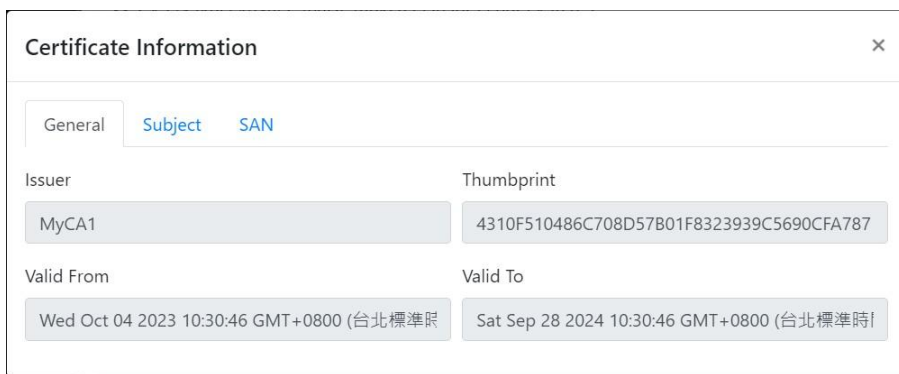 Certificate Information ×
General Subject SAN
Issuer Thumbprint
MyCA1 4310F510486C708D57B01F8323939C5690CFA787
Valid From Valid To
Wed Oct 04 2023 10:30:46 GMT+0800 (台北標準 Sat Sep 28 2024 10:30:46 GMT+0800 (台北標準時